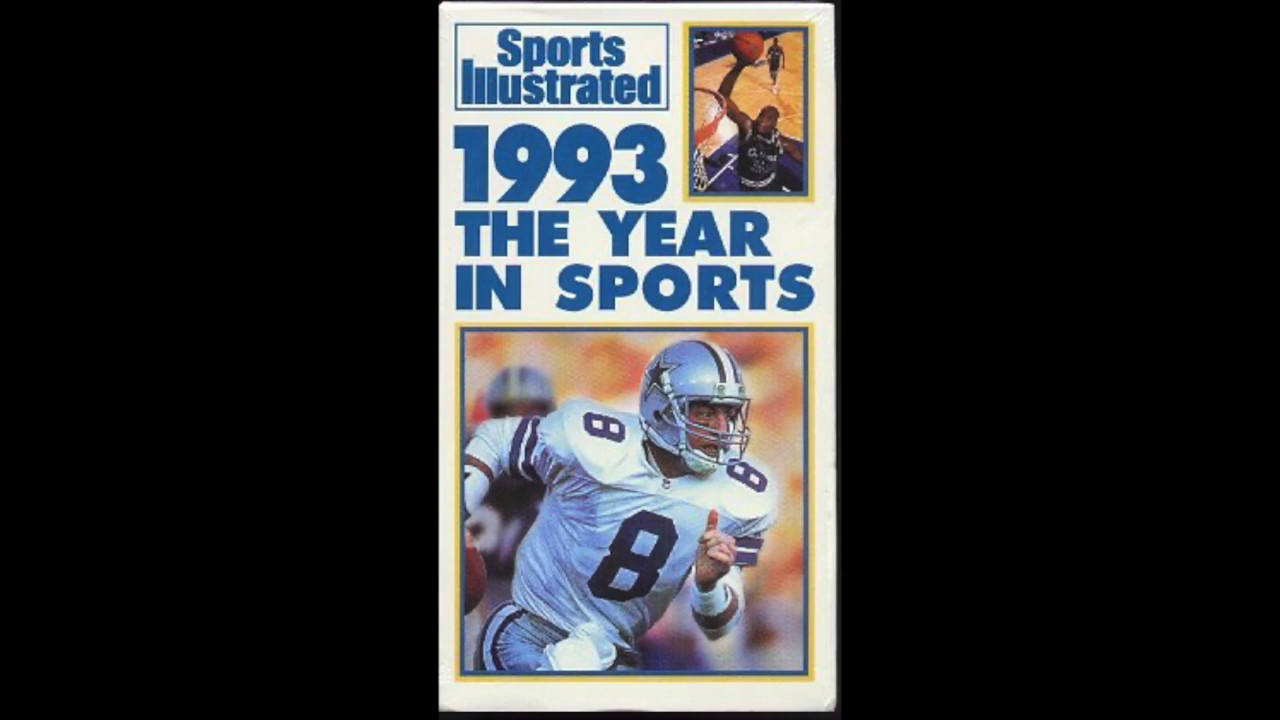 Sports
Illustrated
1993
THE YEAR
IN SPORTS
8
8
8